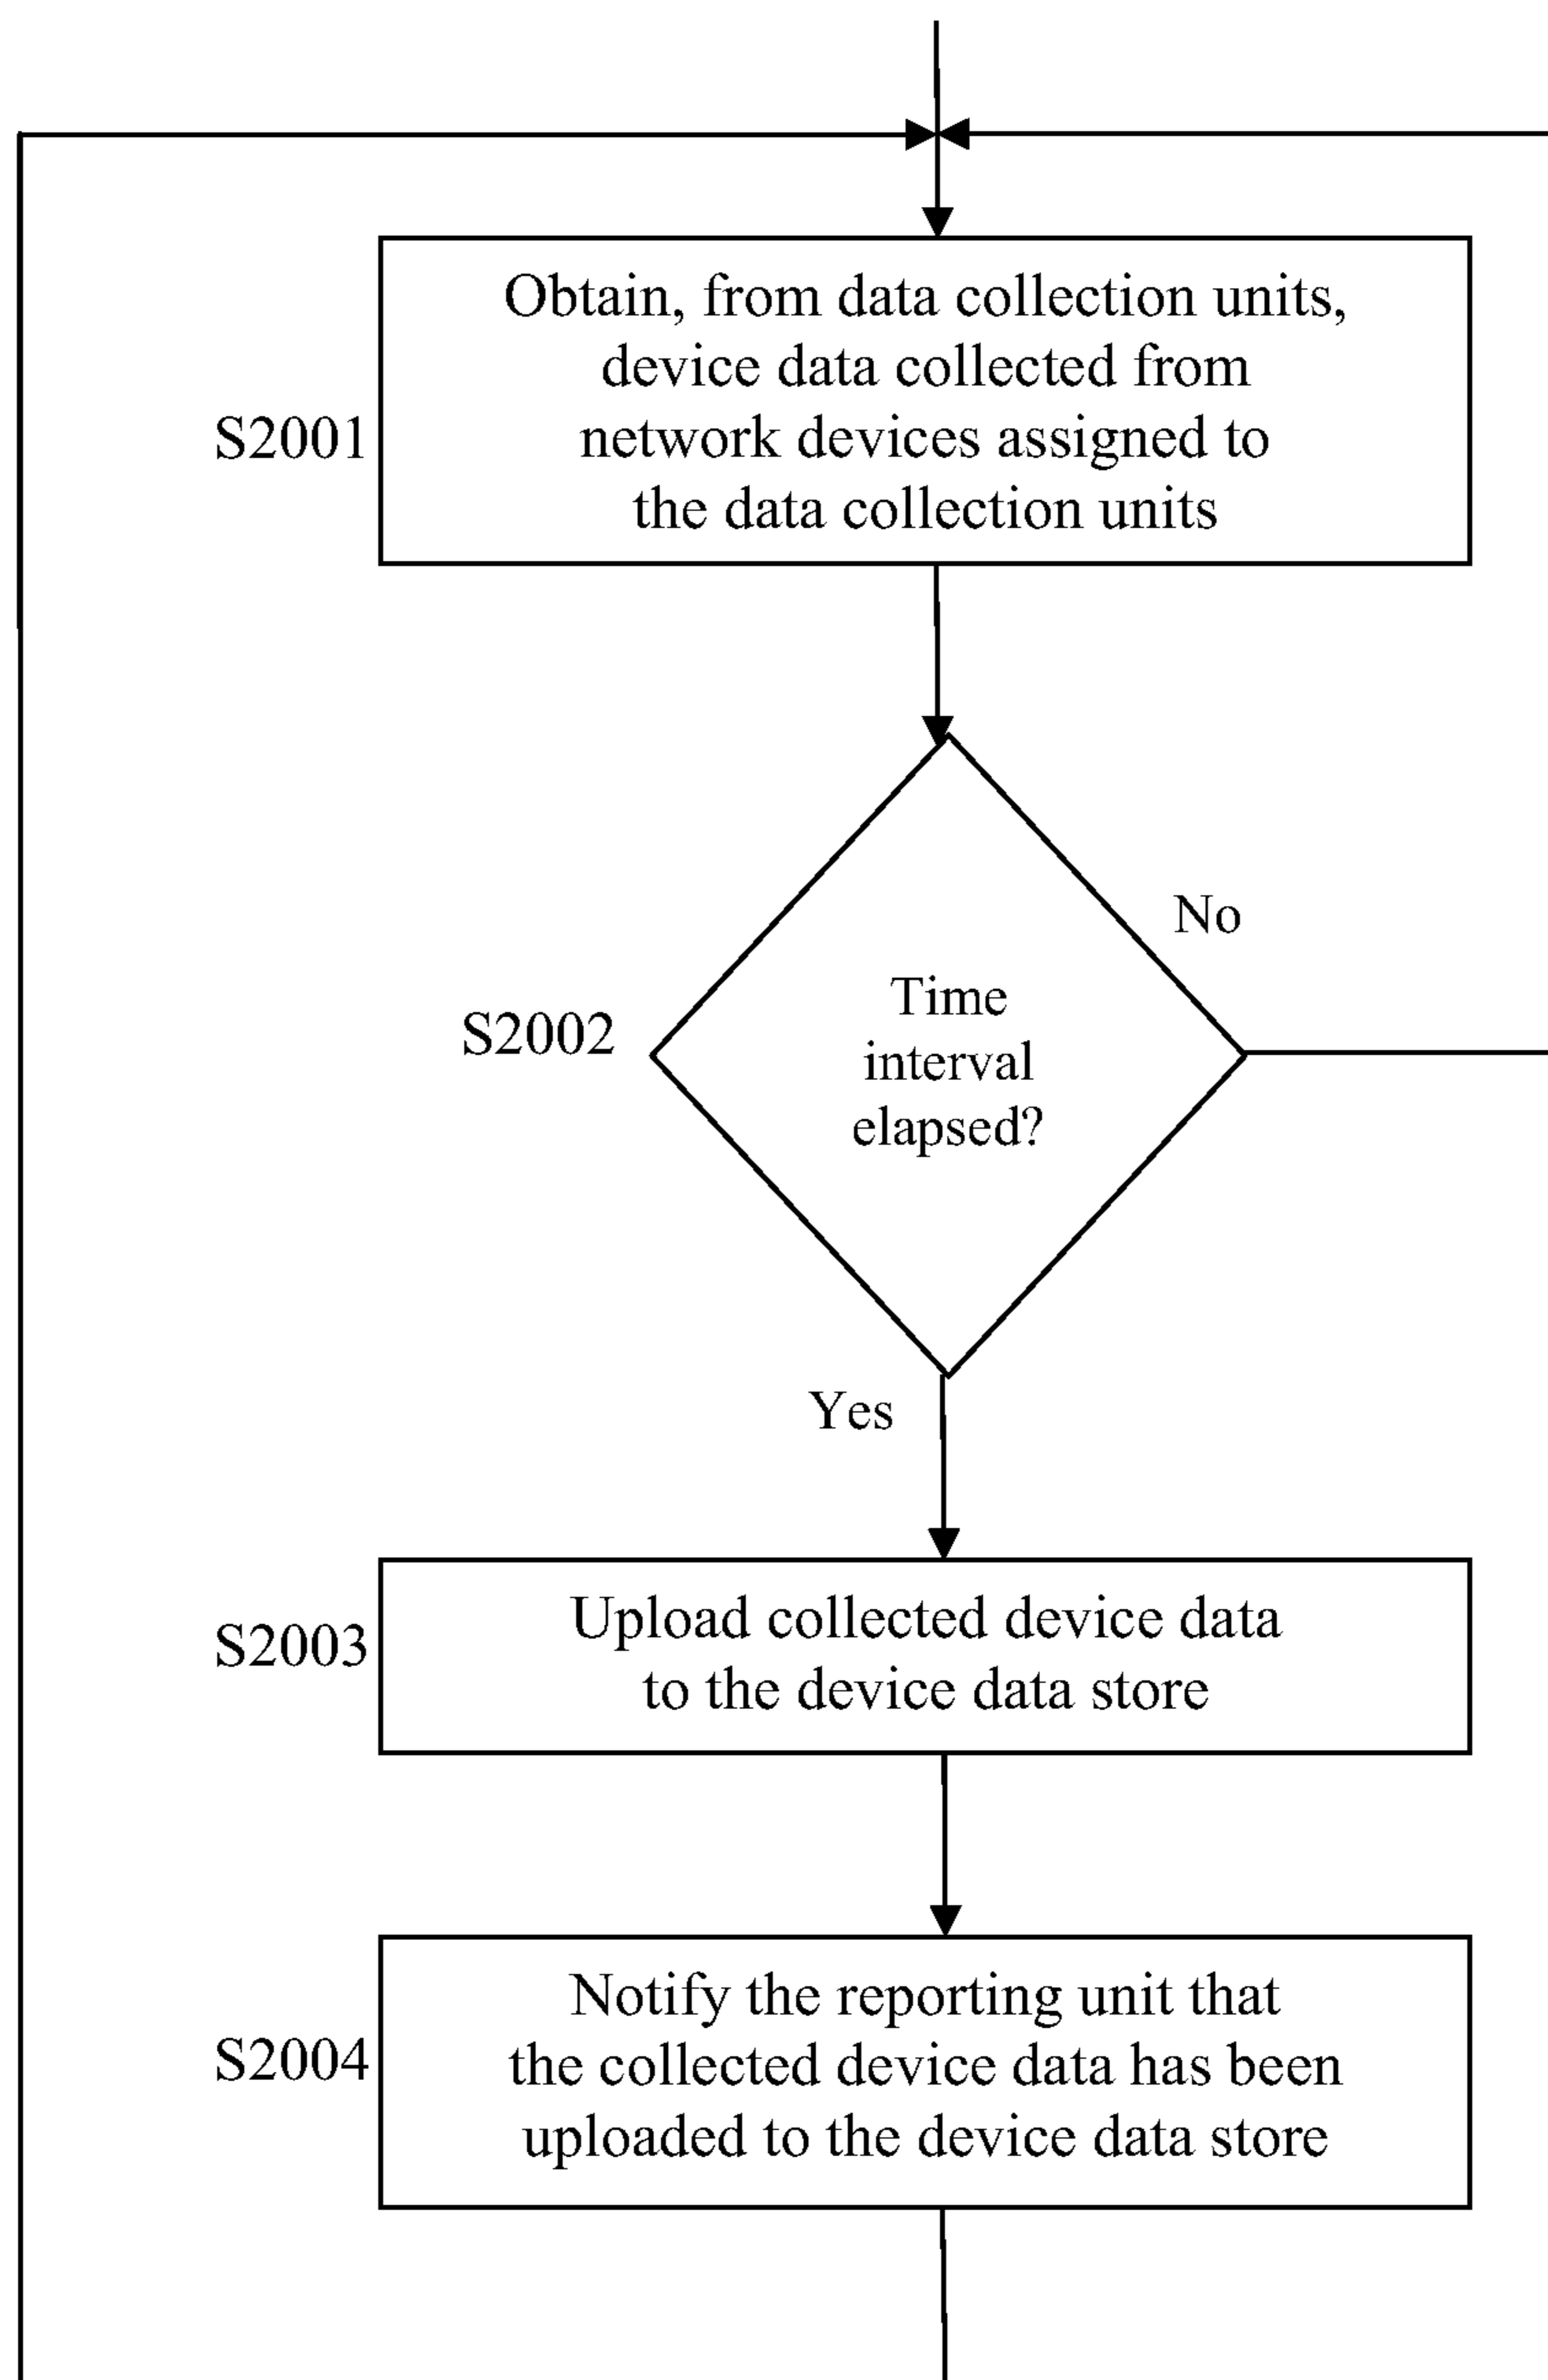 Obtain, from data collection units,
device data collected from
S2001
network devices assigned to
the data collection units
No
Time
S2002
interval
elapsed?
Yes
Upload collected device data
S2003
to the device data store
Notify the reporting unit that
S2004
the collected device data has been
uploaded to the device data store